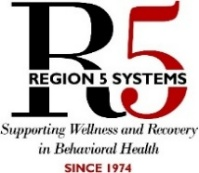 R5
REGION 5 SYSTEMS
Supporting Wellness and Recovery
in Behavioral Health
SINCE 1974